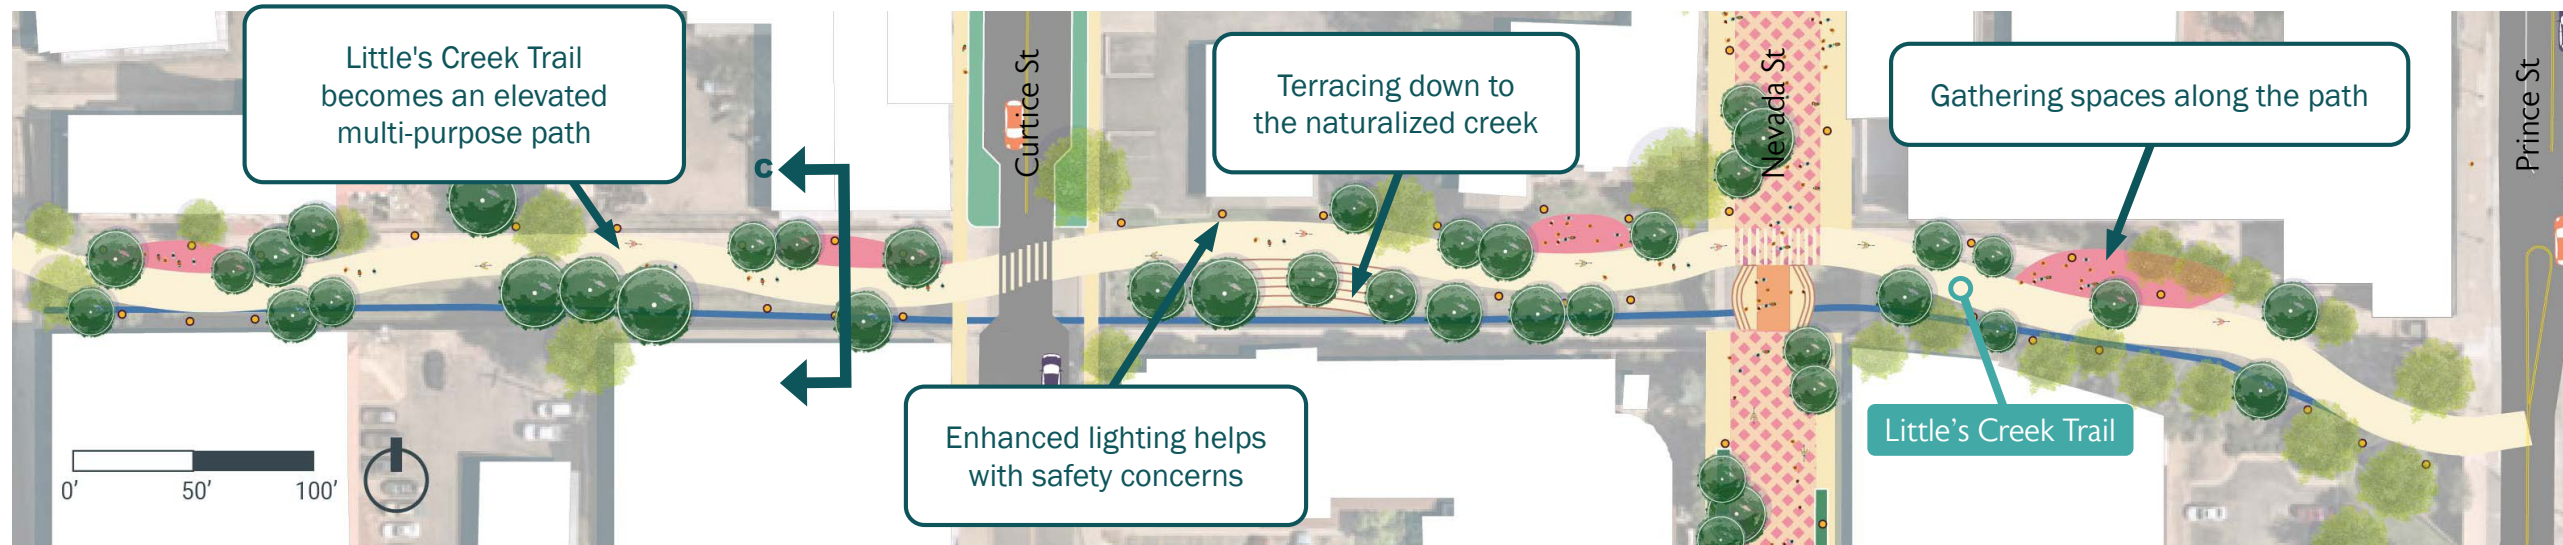 Little's Creek Trail
becomes an elevated
multi-purpose path
C
Curtice St
Terracing down to
the naturalized creek
Nevada St
Gathering spaces along the path
Prince St
Enhanced lighting helps
with safety concerns
Little's Creek Trail
0' 50' 100'